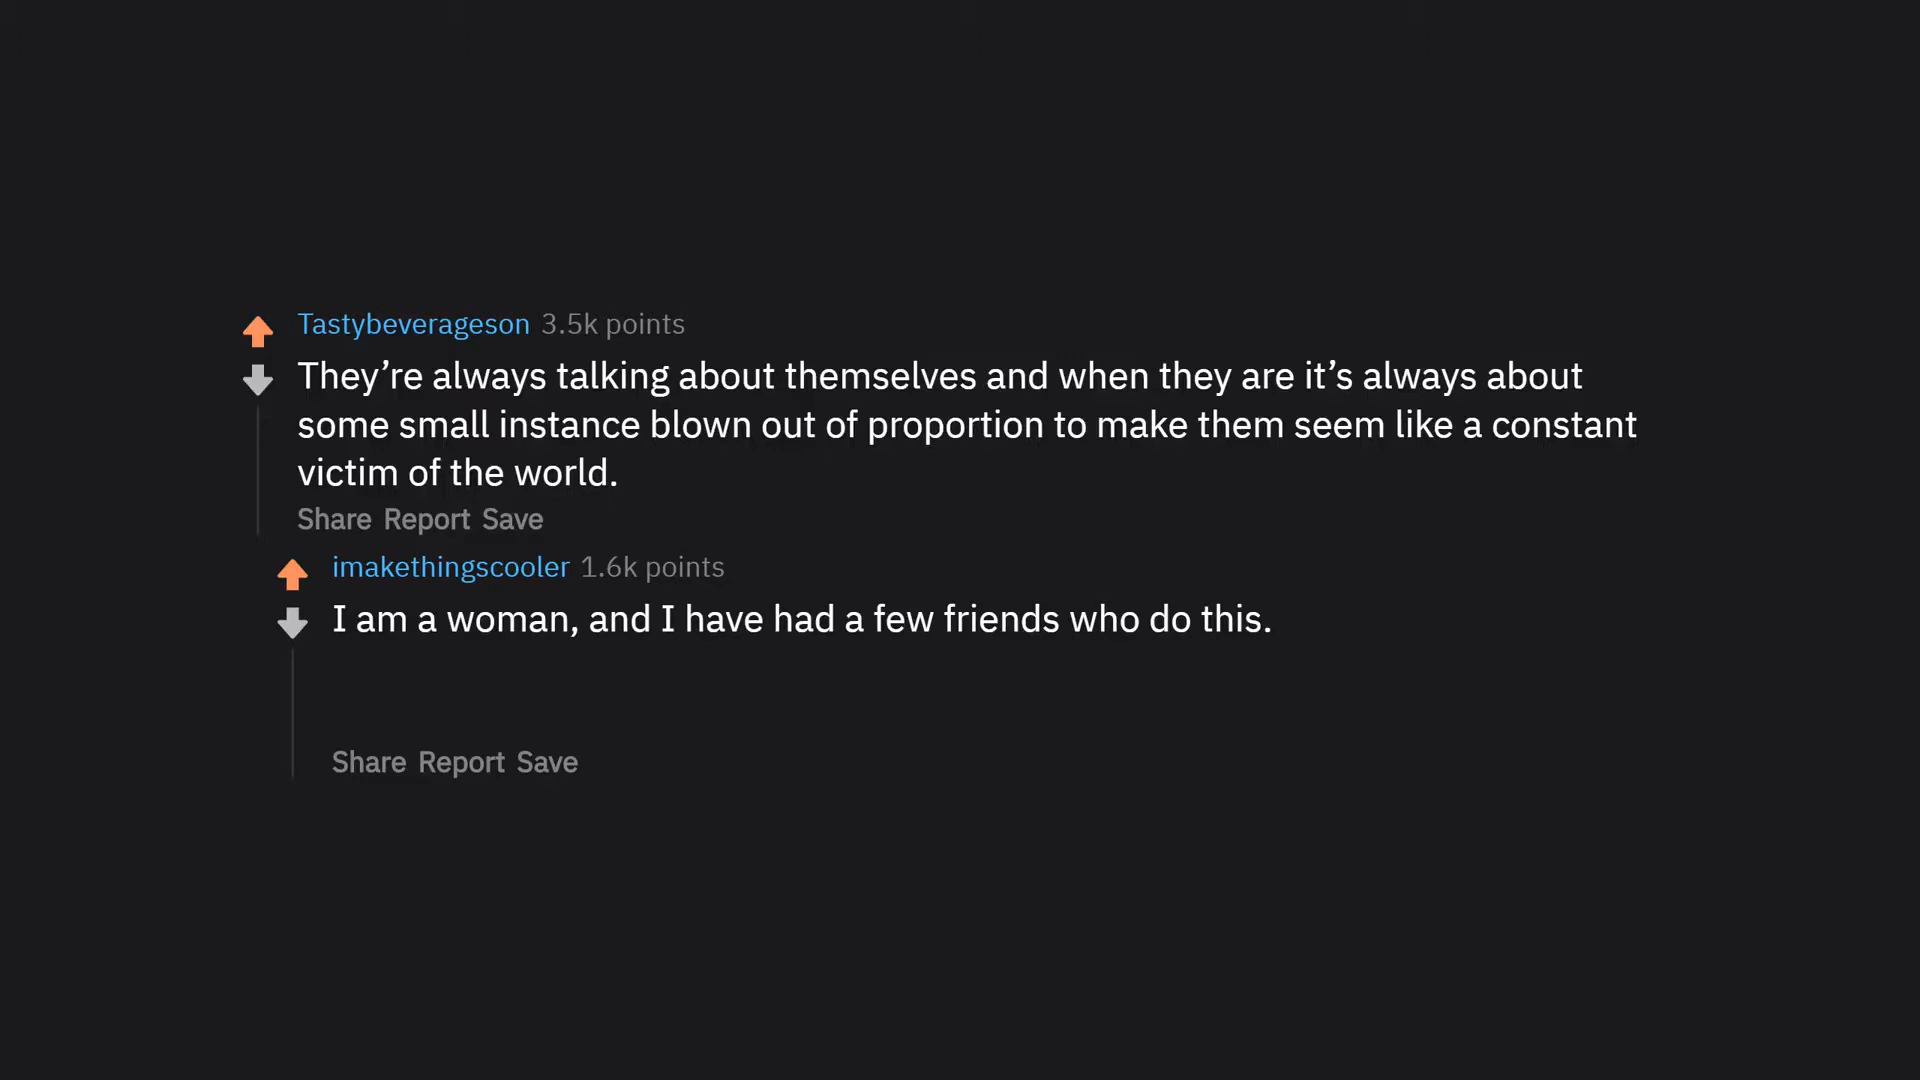 Tastybeverageson 3.5k points
They’re always talking about themselves and when they are it’s always about
some small instance blown out of proportion to make them seem like a constant
victim of the world.
Share Report Save
imakethingscooler 1.6k points
I am a woman, and I have had a few friends who do this.
Share Report Save